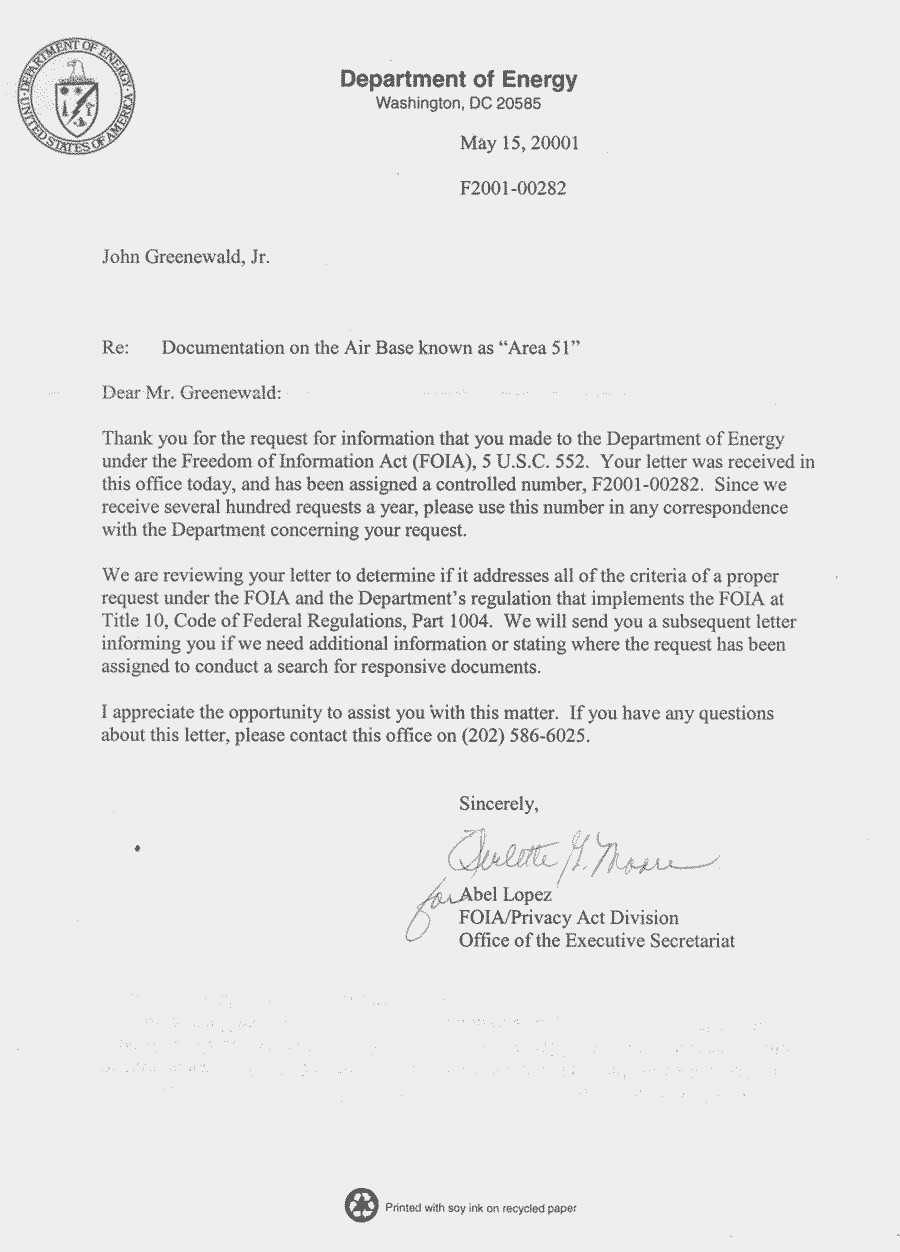 DEPARTMENT OF ENERGY
UNITED STATES OF AMERICA
Department of Energy
Washington, DC 20585
May 15, 20001
F2001-00282
John Greenewald, Jr.
Re: Documentation on the Air Base known as “Area 51”
Dear Mr. Greenewald:
Thank you for the request for information that you made to the Department of Energy
under the Freedom of Information Act (FOIA), 5 U.S.C. 552. Your letter was received in
this office today, and has been assigned a controlled number, F2001-00282. Since we
receive several hundred requests a year, please use this number in any correspondence
with the Department concerning your request.
We are reviewing your letter to determine if it addresses all of the criteria of a proper
request under the FOIA and the Department’s regulation that implements the FOIA at
Title 10, Code of Federal Regulations, Part 1004. We will send you a subsequent letter
informing you if we need additional information or stating where the request has been
assigned to conduct a search for responsive documents.
I appreciate the opportunity to assist you with this matter. If you have any questions
about this letter, please contact this office on (202) 586-6025.
Sincerely,
G. Moore
for Abel Lopez
FOIA/Privacy Act Division
Office of the Executive Secretariat
Printed with soy ink on recycled paper